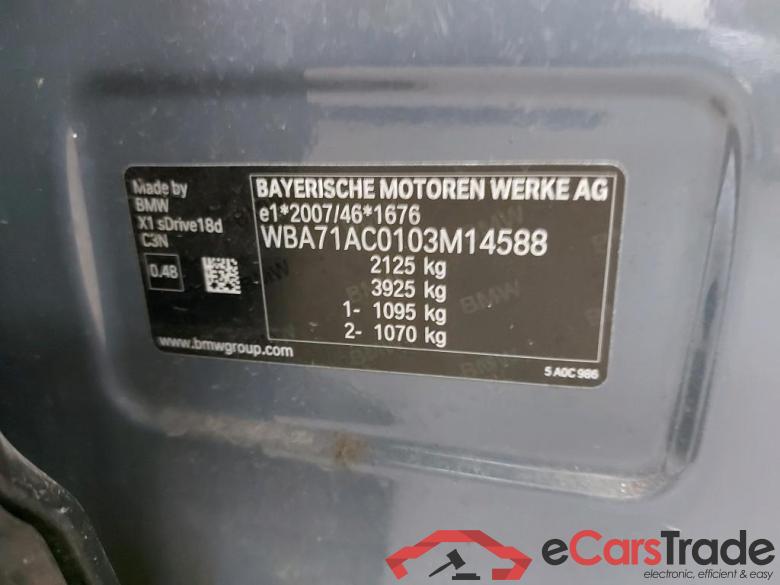 Made by
BMW
X1 sDrive18d
C3N
0.48
www.bmwgroup.com
BAYERISCHE MOTOREN WERKE AG
e1*2007/46*1676
WBA71AC0103M14588
2125 kg
3925 kg
1- 1095 kg
2- 1070 kg
5 A0C 986
eCarsTrade
electronic, efficient & easy